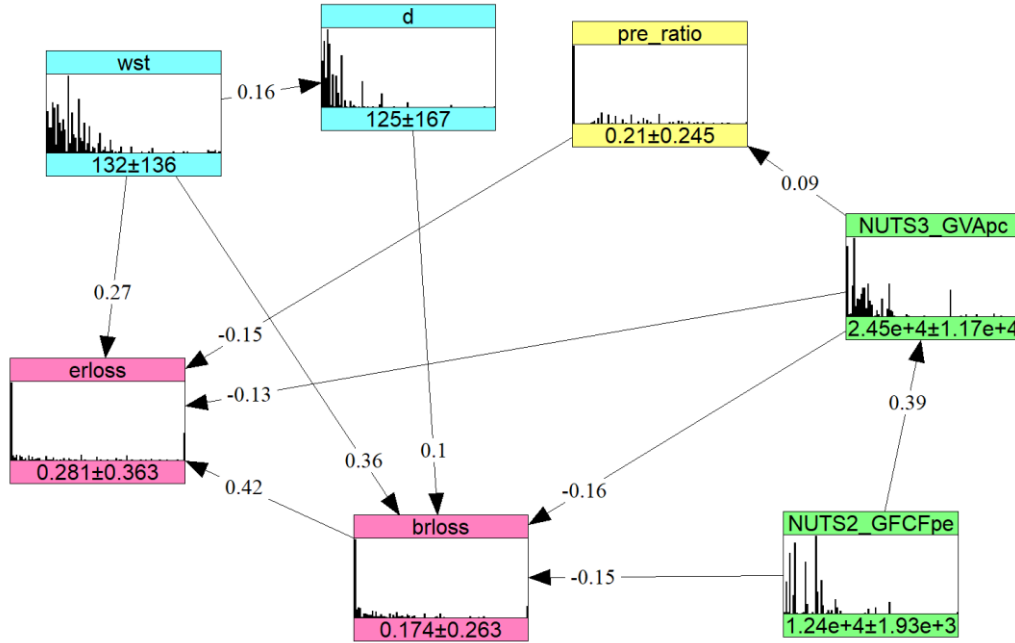 d
pre_ratio
wst
0.16
125±167
0.21±0.245
132±136
0.09
NUTS3_GVApc
0.27
-0.15
2.45e+4±1.17e+4
erloss
-0.13
0.39
0.36
0.1
0.281±0.363
0.42
-0.16
brloss
NUTS2_GFCFpe
-0.15
0.174±0.263
1.24e+4±1.93e+3